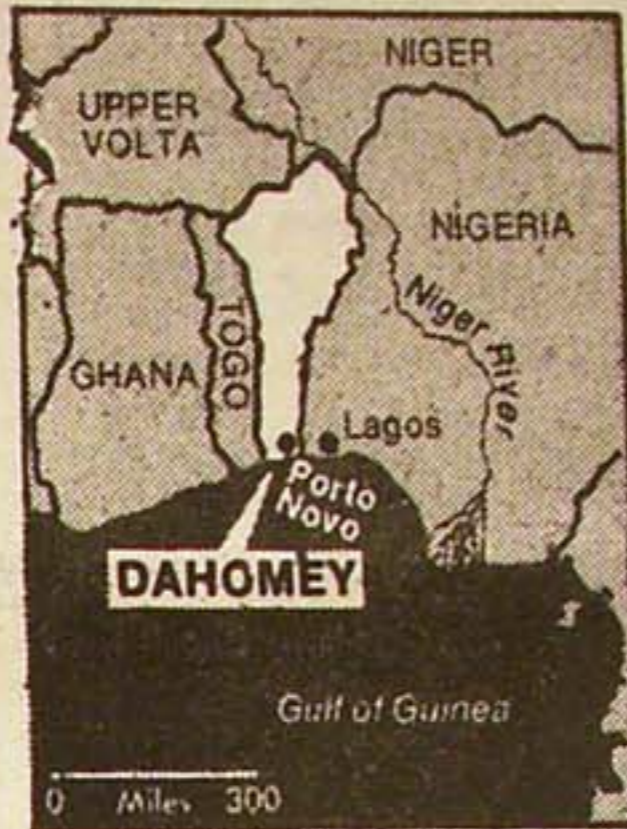 NIGER
UPPER
VOLTA
NIGERIA
Niger River
TOGO
GHANA
Lagos
Porto
Novo
DAHOMEY
Gulf of Guinea
0 Miles 300